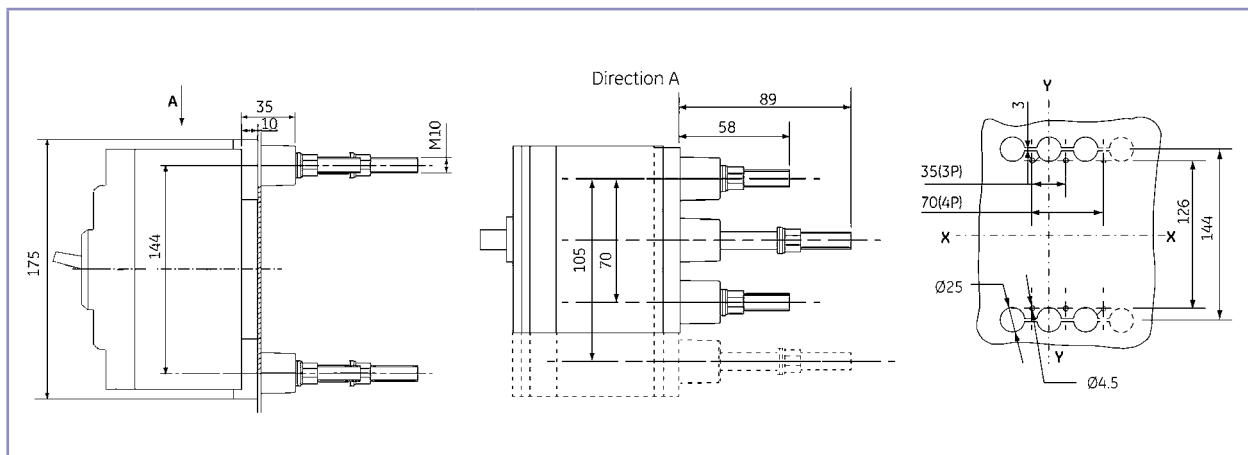 A
35
10
M10
175
144
Direction A
89
58
105
70
Y
3
35(3P)
70(4P)
X
X
126
144
Ø25
Y
Ø4.5